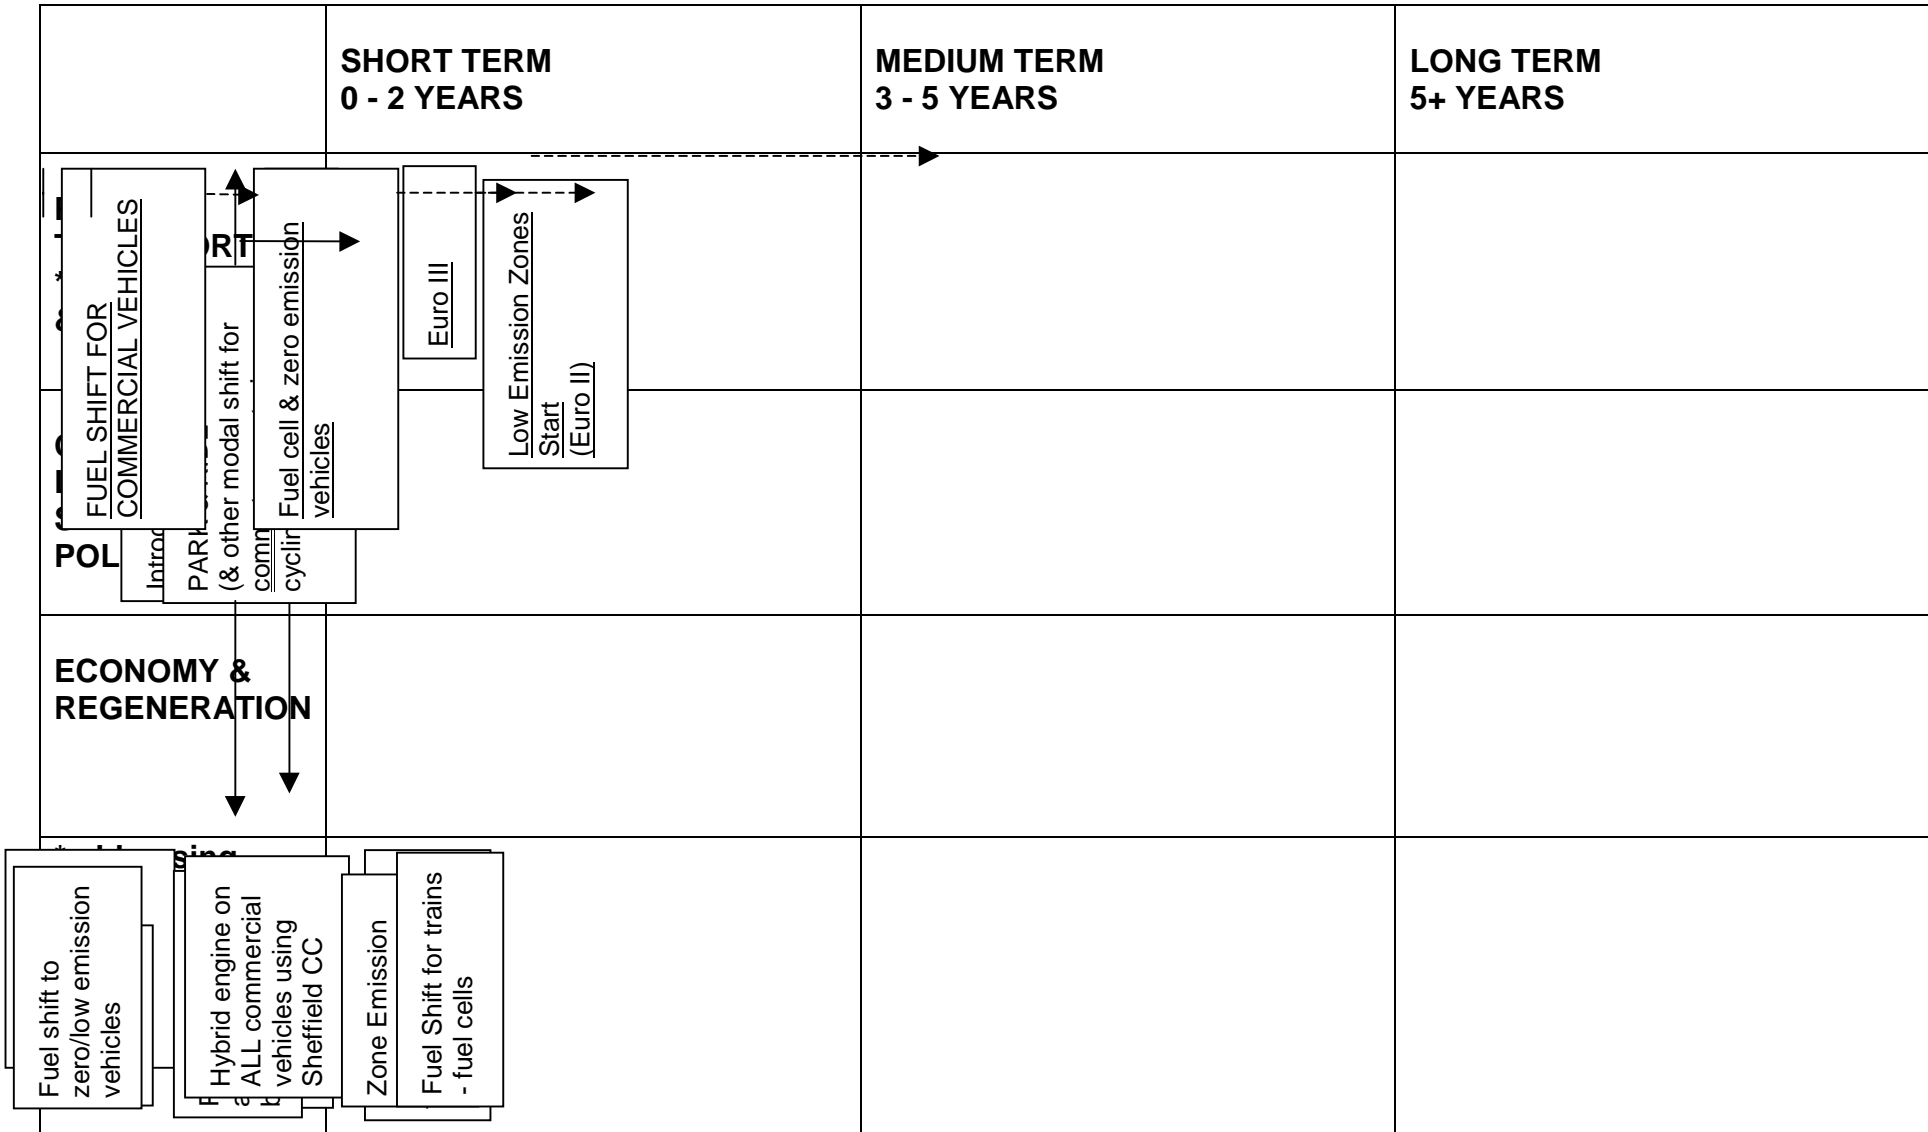 SHORT TERM
0 - 2 YEARS
MEDIUM TERM
3 - 5 YEARS
LONG TERM
5+ YEARS
FUEL SHIFT FOR
COMMERCIAL VEHICLES
Fuel cell & zero emission
vehicles
Euro III
Low Emission Zones
Start
(Euro II)
(& other modal shift for
ECONOMY &
REGENERATION
Fuel shift to
zero/low emission
vehicles
Hybrid engine on
ALL commercial
vehicles using
Sheffield CC
Zone Emission
Fuel Shift for trains
- fuel cells